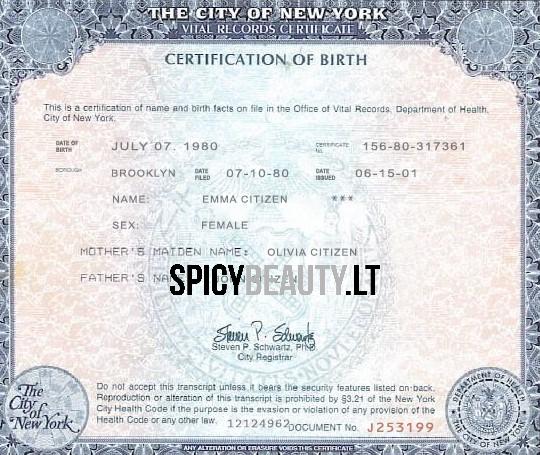 THE CITY OF NEW YORK
VITAL RECORDS CERTIFICATE
CERTIFICATION OF BIRTH
This is a certification of name and birth facts on file in the Office of Vital Records, Department of Health,
City of New York.
DATE OF BIRTH JULY 07. 1980 CERTIFICATE No. 156-80-317361
BOROUGH BROOKLYN DATE FILED 07-10-80 DATE ISSUED 06-15-01
NAME: EMMA CITIZEN ***
SEX: FEMALE
MOTHER'S MAIDEN NAME: OLIVIA CITIZEN
FATHER'S
SPICYBEAUTY.LT
Steven P. Schwartz
Steven P. Schwartz, PH.D.
City Registrar
Do not accept this transcript unless it bears the security features listed on back.
Reproduction or alteration of this transcript is prohibited by §3.21 of the New York
City Health Code if the purpose is the evasion or violation of any provision of the
Health Code or any other law. 12124962 DOCUMENT No. J253199
The City of New York
DEPARTMENT OF HEALTH
ANY ALTERATION OR ERASURE VOIDS THIS CERTIFICATE